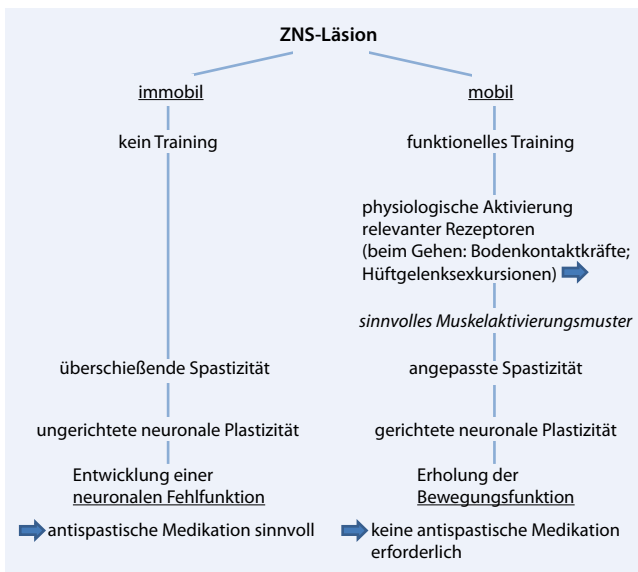 ZNS-Läsion
immobil
kein Training
überschießende Spastizität
ungerichtete neuronale Plastizität
Entwicklung einer
neuronalen Fehlfunktion
antispastische Medikation sinnvoll
mobil
funktionelles Training
physiologische Aktivierung
relevanter Rezeptoren
(beim Gehen: Bodenkontaktkräfte;
Hüftgelenksexkursionen)
sinnvolles Muskelaktivierungsmuster
angepasste Spastizität
gerichtete neuronale Plastizität
Erholung der
Bewegungsfunktion
keine antispastische Medikation
erforderlich